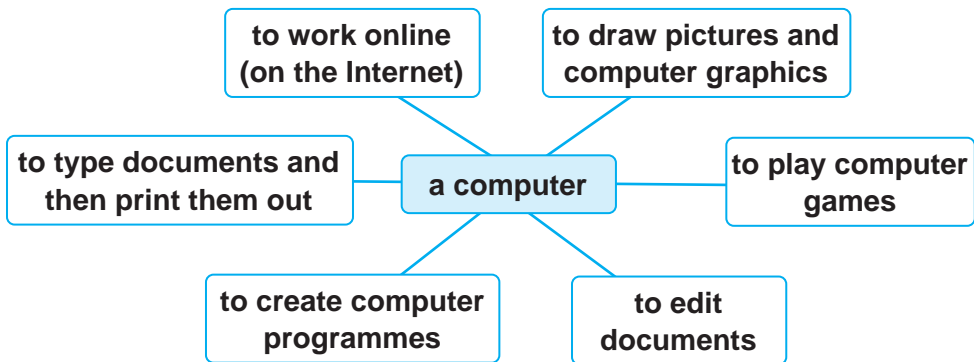 to work online
(on the Internet)
to draw pictures and
computer graphics
to type documents and
then print them out
a computer
to play computer
games
to create computer
programmes
to edit
documents